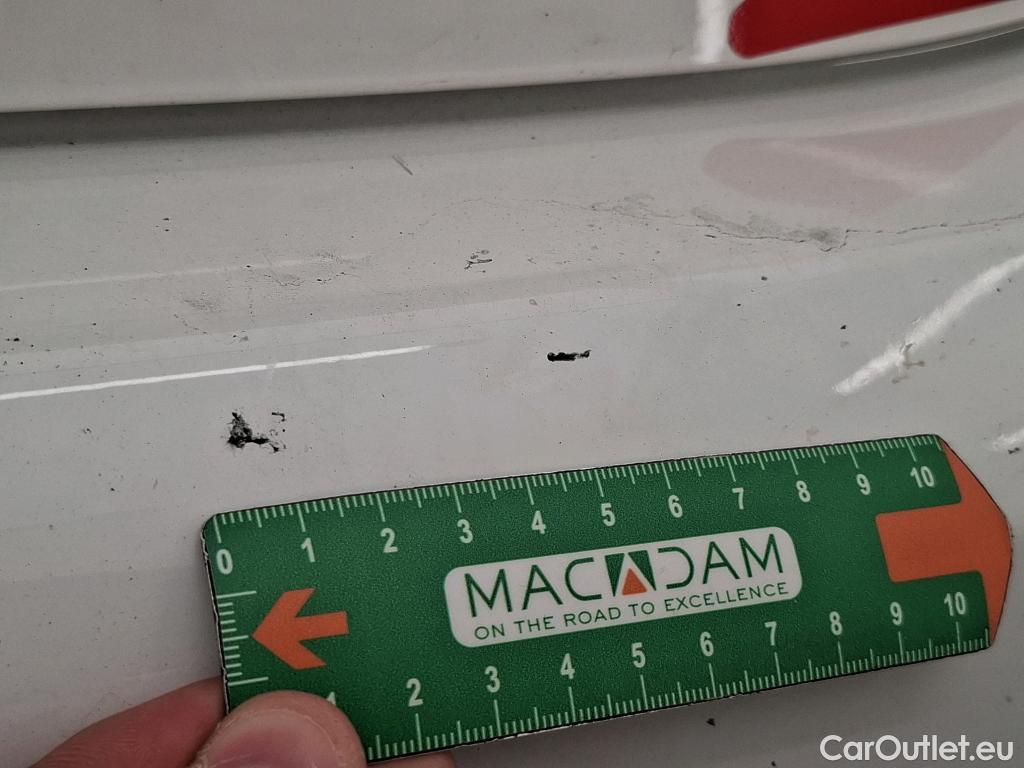 0 1 2 3 4 5 6 7 8 9 10
MACADAM
ON THE ROAD TO EXCELLENCE
1 2 3 4 5 6 7 8 9 10
CarOutlet.eu